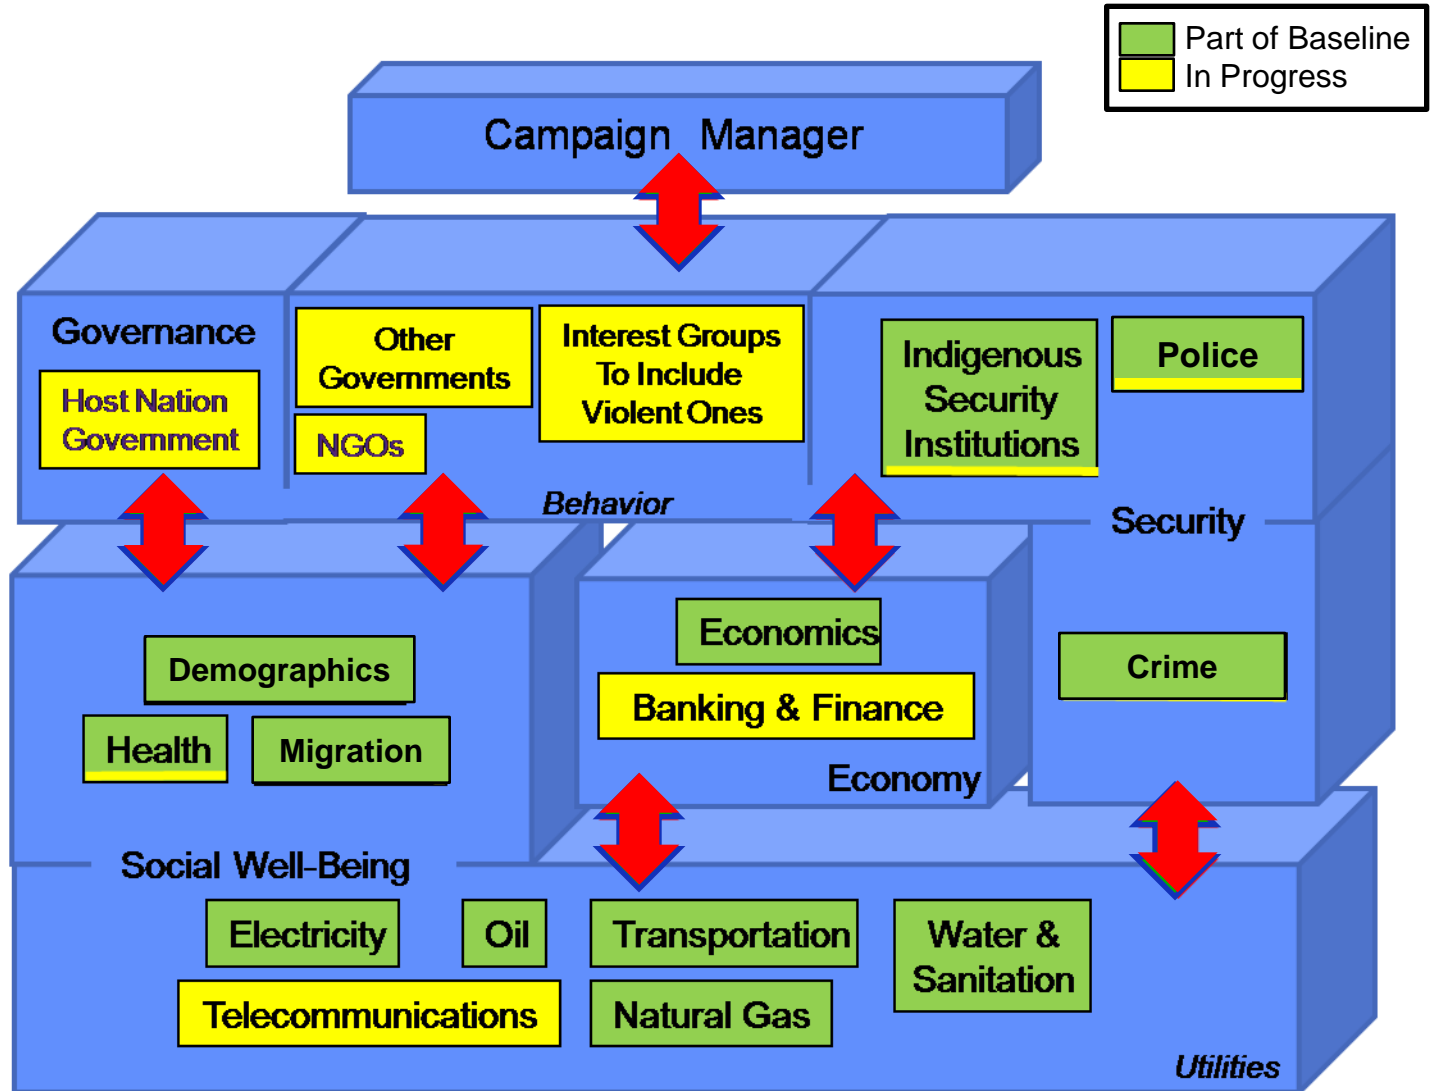 Part of Baseline
In Progress
Campaign Manager
Governance
Host Nation
Government
Other
Governments
NGOs
Interest Groups
To Include
Violent Ones
Behavior
Indigenous
Security
Institutions
Police
Security
Demographics
Health
Migration
Social Well-Being
Economics
Banking & Finance
Economy
Crime
Electricity
Oil
Transportation
Water &
Sanitation
Telecommunications
Natural Gas
Utilities